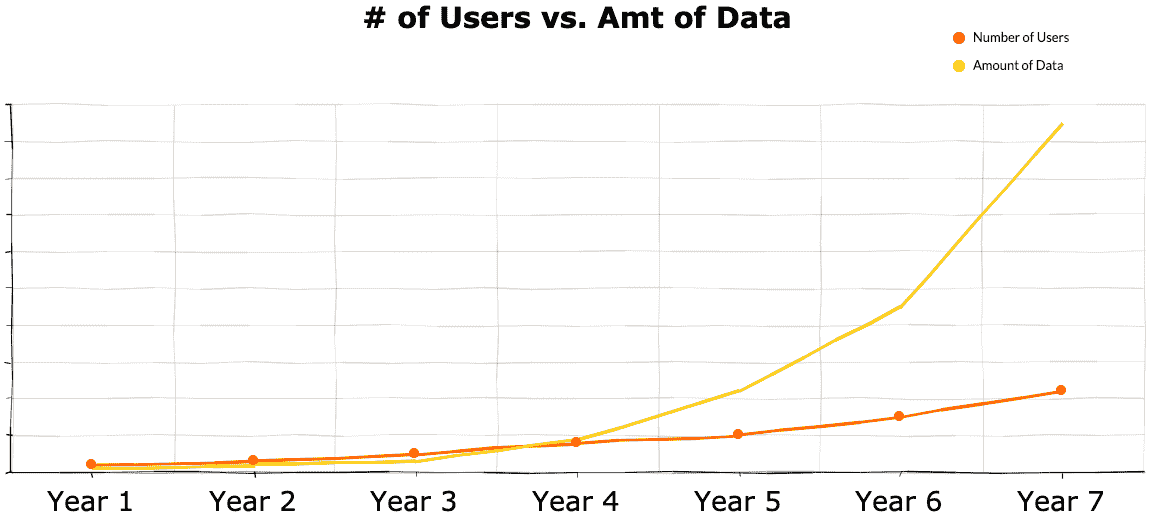 # of Users vs. Amt of Data
Number of Users
Amount of Data
Year 1 Year 2 Year 3 Year 4 Year 5 Year 6 Year 7